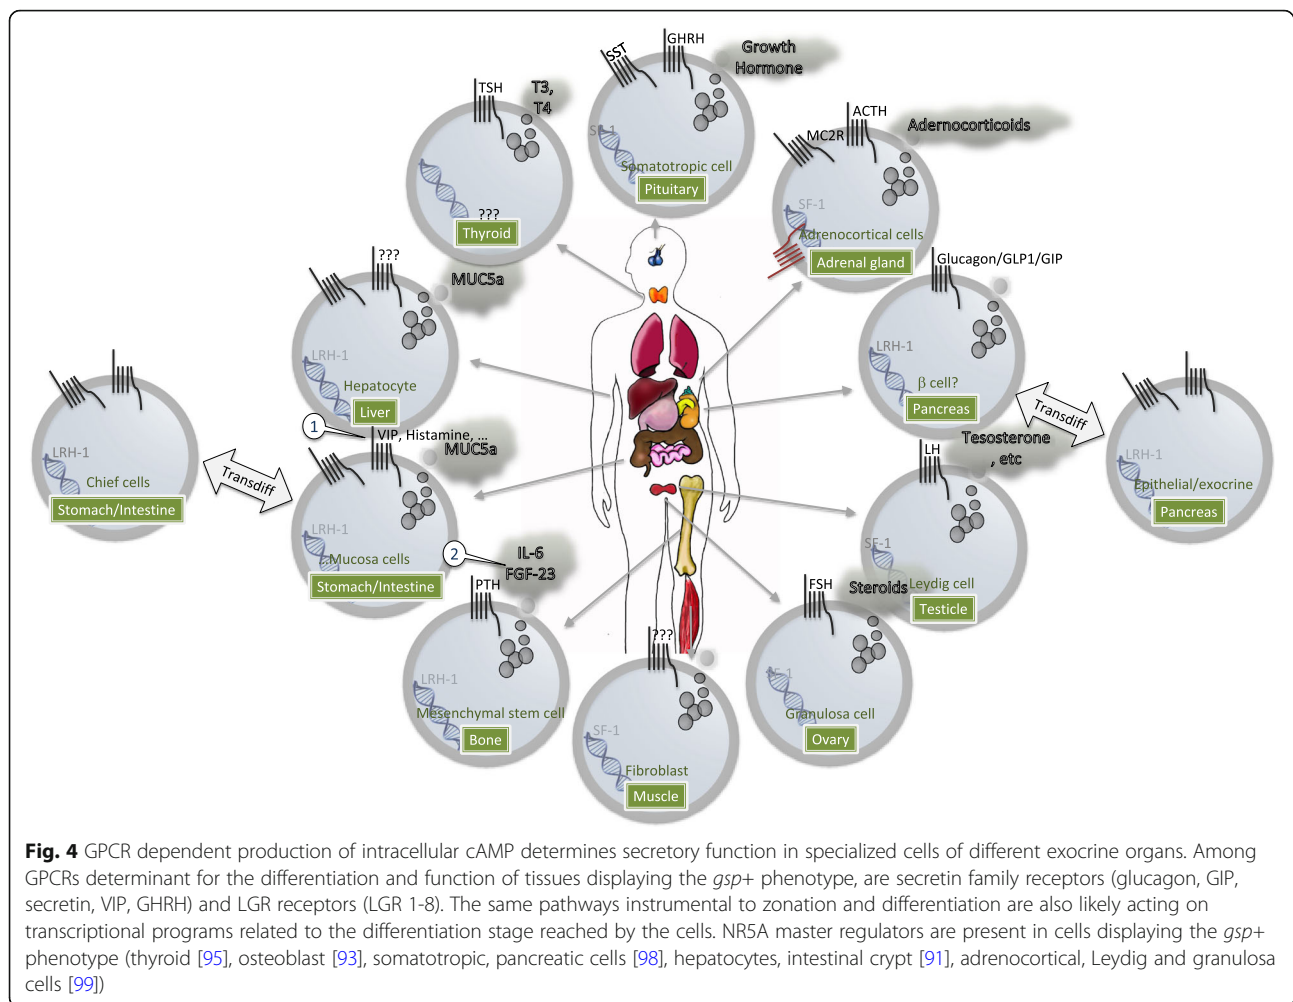 SST
GHRH
Growth
Hormone
SF-1
Somatotropic cell
Pituitary
TSH
T3,
T4
???
Thyroid
ACTH
MC2R
Adernocorticoids
SF-1
Adrenocortical cells
Adrenal gland
???
MUC5a
LRH-1
Hepatocyte
Liver
Glucagon/GLP1/GIP
LRH-1
β cell?
Pancreas
Transdiff
LRH-1
Epithelial/exocrine
Pancreas
LRH-1
Chief cells
Stomach/Intestine
Transdiff
1
VIP, Histamine, ...
MUC5a
LRH-1
Mucosa cells
Stomach/Intestine
LH
Tesosterone
, etc
SF-1
Leydig cell
Testicle
2
IL-6
FGF-23
PTH
LRH-1
Mesenchymal stem cell
Bone
???
SF-1
Fibroblast
Muscle
FSH
Steroids
SF-1
Granulosa cell
Ovary
Fig. 4 GPCR dependent production of intracellular cAMP determines secretory function in specialized cells of different exocrine organs. Among
GPCRs determinant for the differentiation and function of tissues displaying the gsp+ phenotype, are secretin family receptors (glucagon, GIP,
secretin, VIP, GHRH) and LGR receptors (LGR 1-8). The same pathways instrumental to zonation and differentiation are also likely acting on
transcriptional programs related to the differentiation stage reached by the cells. NR5A master regulators are present in cells displaying the gsp+
phenotype (thyroid [95], osteoblast [93], somatotropic, pancreatic cells [98], hepatocytes, intestinal crypt [91], adrenocortical, Leydig and granulosa
cells [99])